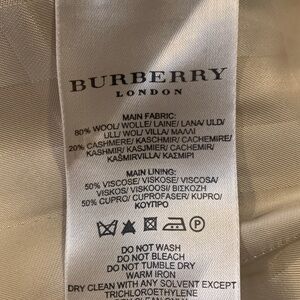 BURBERRY
LONDON
MAIN FABRIC:
80% WOOL/ WOLLE/ LAINE/ LANA/ ULD/
ULL/ WOL/ VILLA/ ΜΑΛΛΙ
20% CASHMERE/ KASCHMIR/ CACHEMIRE/
KASHMIR/ KASJMIER/ CACHEMIR/
KAŠMIRVILLA/ ΚΑΣΜΙΡΙ
MAIN LINING:
50% VISCOSE/ VISKOSE/ VISCOSA/
VISKOS/ VISKOOSI/ ΒΙΣΚΟΖΗ
50% CUPRO/ CUPROFASER/ KUPRO/
ΚΟΥΠΡΟ
P
DO NOT WASH
DO NOT BLEACH
DO NOT TUMBLE DRY
WARM IRON
DRY CLEAN WITH ANY SOLVENT EXCEPT
TRICHLOROETHYLENE